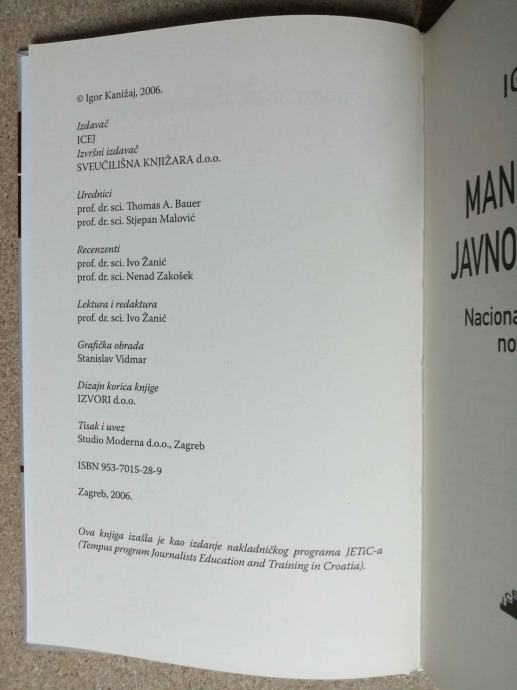 © Igor Kanižaj, 2006.
Izdavač
ICEJ
Izvršni izdavač
SVEUČILIŠNA KNJIŽARA d.o.o.
Urednici
prof. dr. sci. Thomas A. Bauer
prof. dr. sci. Stjepan Malović
Recenzenti
prof. dr. sci. Ivo Žanić
prof. dr. sci. Nenad Zakošek
Lektura i redaktura
prof. dr. sci. Ivo Žanić
Grafička obrada
Stanislav Vidmar
Dizajn korica knjige
IZVORI d.o.o.
Tisak i uvez
Studio Moderna d.o.o., Zagreb
ISBN 953-7015-28-9
Zagreb, 2006.
Ova knjiga izašla je kao izdanje nakladničkog programa JETiC-a
(Tempus program Journalists Education and Training in Croatia).
MAN
JAVNO
Naciona
no